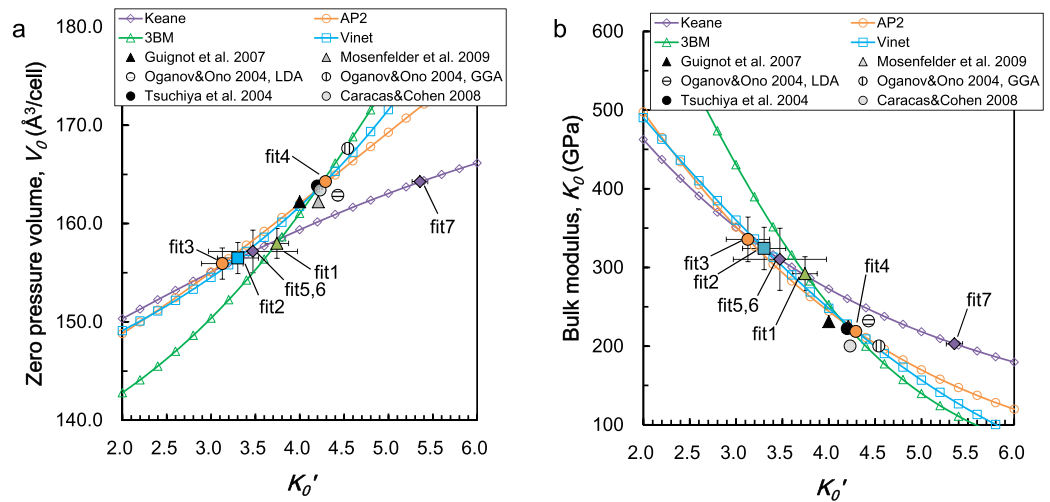 a
Zero pressure volume, V0 (Å3/cell)
180.0
170.0
160.0
150.0
140.0
Keane
AP2
3BM
Vinet
Guignot et al. 2007
Mosenfelder et al. 2009
Oganov&Ono 2004, LDA
Oganov&Ono 2004, GGA
Tsuchiya et al. 2004
Caracas&Cohen 2008
fit4
fit7
fit3
fit1
fit5,6
fit2
2.0 2.5 3.0 3.5 4.0 4.5 5.0 5.5 6.0
K0'
b
Bulk modulus, K0 (GPa)
600
500
400
300
200
100
Keane
AP2
3BM
Vinet
Guignot et al. 2007
Mosenfelder et al. 2009
Oganov&Ono 2004, LDA
Oganov&Ono 2004, GGA
Tsuchiya et al. 2004
Caracas&Cohen 2008
fit3
fit2
fit4
fit5,6
fit7
fit1
2.0 2.5 3.0 3.5 4.0 4.5 5.0 5.5 6.0
K0'